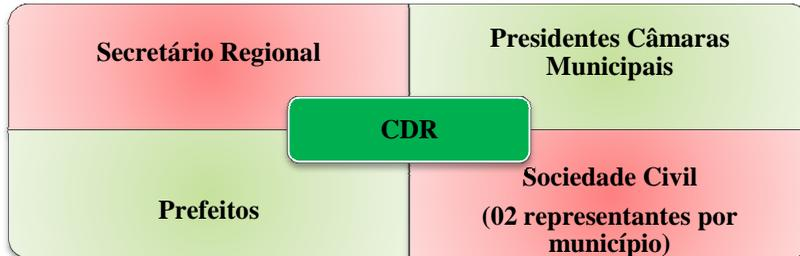 Secretário Regional
Presidentes Câmaras
Municipais
CDR
Prefeitos
Sociedade Civil
(02 representantes por
município)